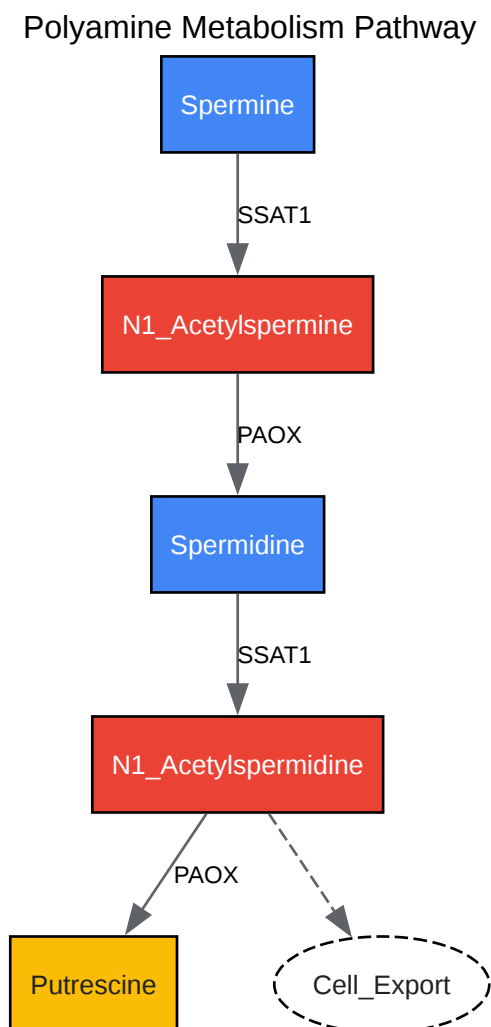 Polyamine Metabolism Pathway
Spermine
SSAT1
N1_Acetylspermine
PAOX
Spermidine
SSAT1
N1_Acetylspermidine
PAOX
Putrescine
Cell_Export